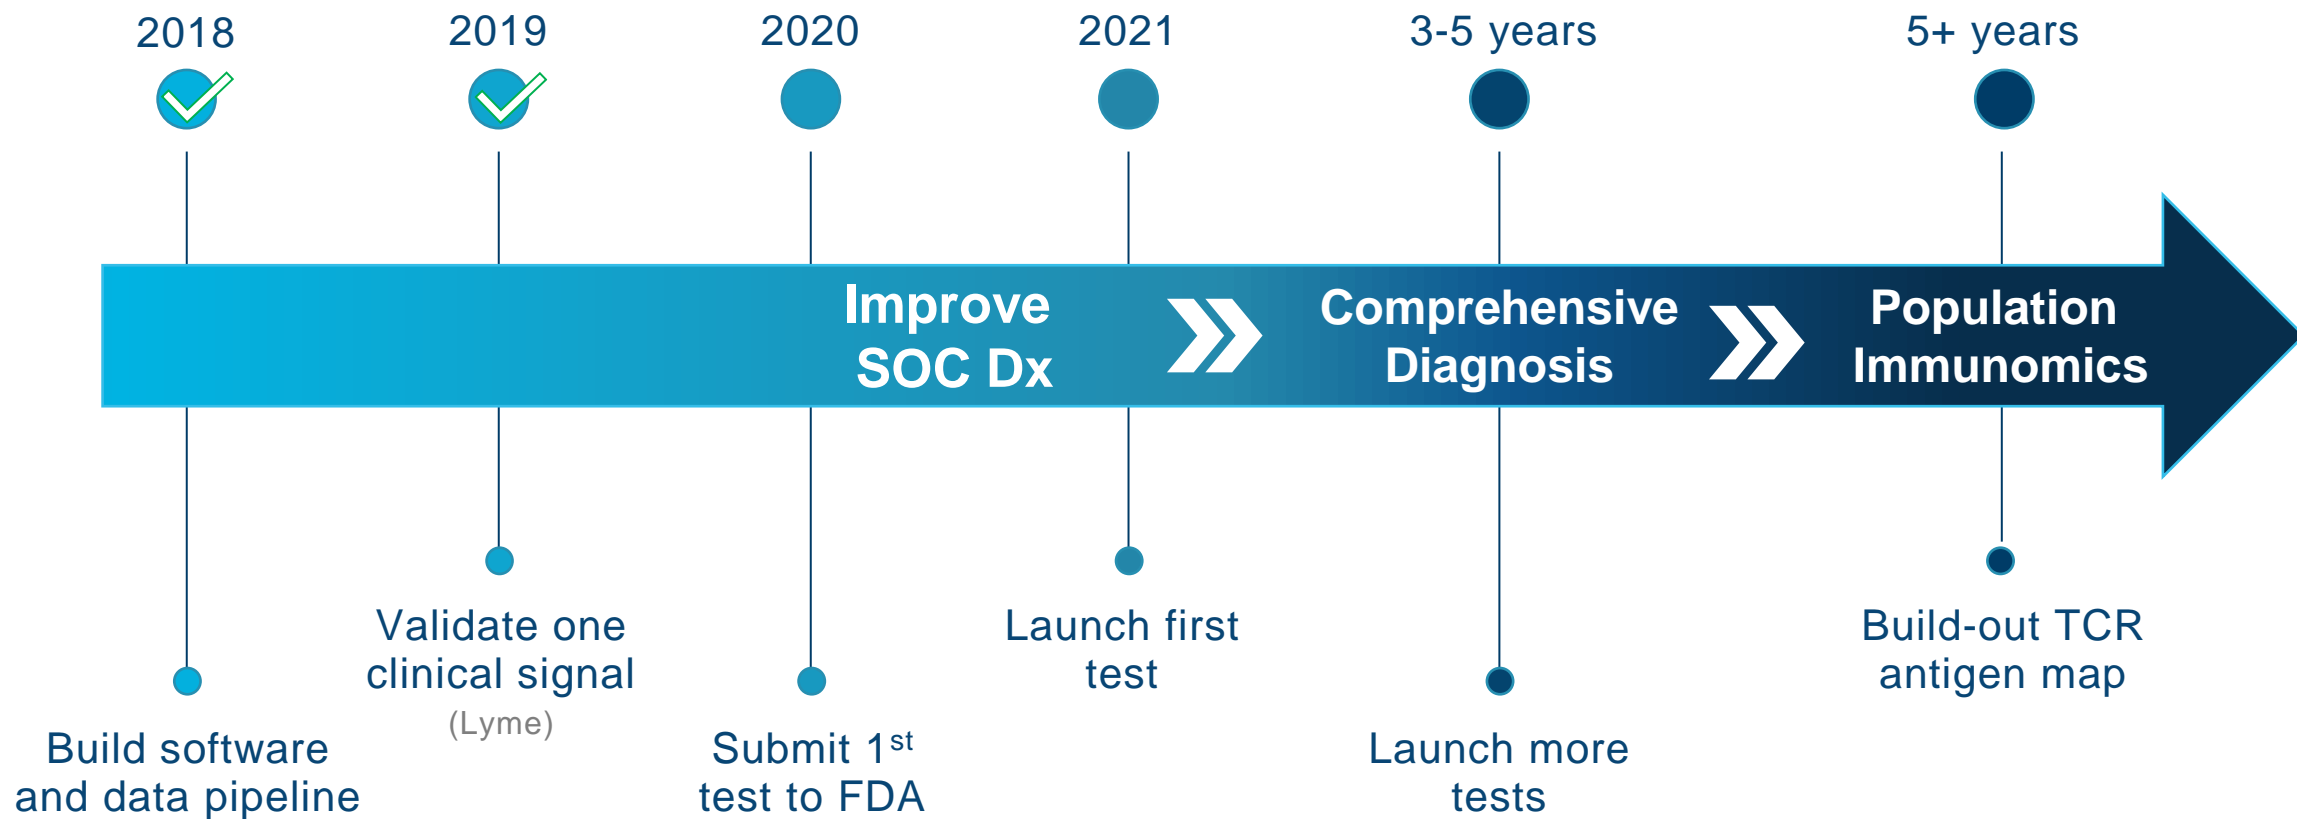 2018
2019
2020
2021
3-5 years
5+ years
Improve
SOC Dx
Comprehensive
Diagnosis
Population
Immunomics
Build software
and data pipeline
Validate one
clinical signal
(Lyme)
Submit 1st
test to FDA
Launch first
test
Launch more
tests
Build-out TCR
antigen map